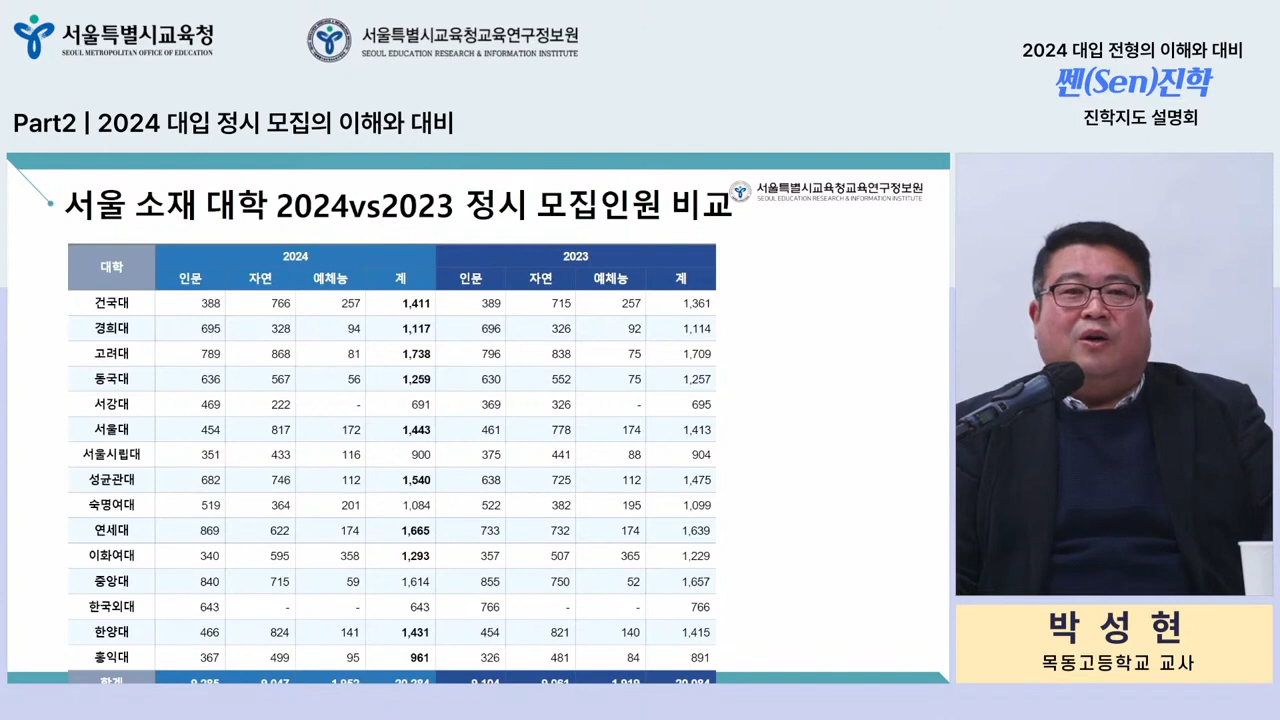 서울특별시교육청
SEOUL METROPOLITAN OFFICE OF EDUCATION
서울특별시교육청교육연구정보원
SEOUL EDUCATION RESEARCH & INFORMATION INSTITUTE
2024 대입 전형의 이해와 대비
쎈(Sen)진학
진학지도 설명회
Part2 | 2024 대입 정시 모집의 이해와 대비
서울 소재 대학 2024vs2023 정시 모집인원 비교
서울특별시교육청교육연구정보원
SEOUL EDUCATION RESEARCH & INFORMATION INSTITUTE
대학 2024 2023
인문 자연 예체능 계 인문 자연 예체능 계
건국대 388 766 257 1,411 389 715 257 1,361
경희대 695 328 94 1,117 696 326 92 1,114
고려대 789 868 81 1,738 796 838 75 1,709
동국대 636 567 56 1,259 630 552 75 1,257
서강대 469 222 - 691 369 326 - 695
서울대 454 817 172 1,443 461 778 174 1,413
서울시립대 351 433 116 900 375 441 88 904
성균관대 682 746 112 1,540 638 725 112 1,475
숙명여대 519 364 201 1,084 522 382 195 1,099
연세대 869 622 174 1,665 733 732 174 1,639
이화여대 340 595 358 1,293 357 507 365 1,229
중앙대 840 715 59 1,614 855 750 52 1,657
한국외대 643 - - 643 766 - - 766
한양대 466 824 141 1,431 454 821 140 1,415
홍익대 367 499 95 961 326 481 84 891
박 성 현
목동고등학교 교사